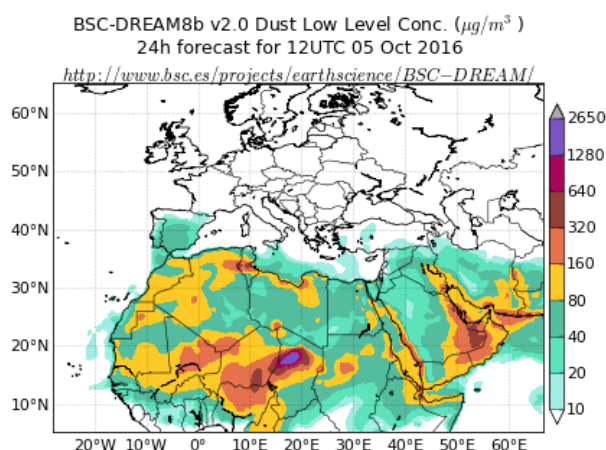 BSC-DREAM8b v2.0 Dust Low Level Conc. (μg/m³ )
24h forecast for 12UTC 05 Oct 2016
http://www.bsc.es/projects/earthscience/BSC−DREAM/
60°N
50°N
40°N
30°N
20°N
10°N
20°W 10°W 0° 10°E 20°E 30°E 40°E 50°E 60°E
2650
1280
640
320
160
80
40
20
10